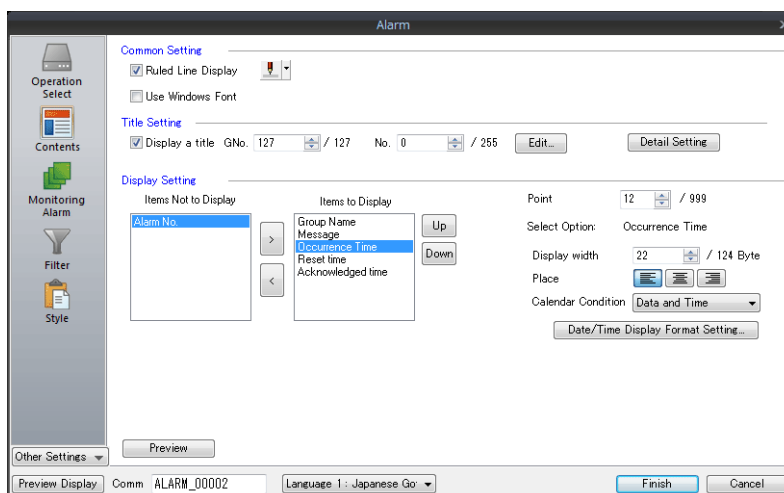 Alarm
Operation
Select
Contents
Monitoring
Alarm
Filter
Style
Other Settings
Common Setting
Ruled Line Display
Use Windows Font
Title Setting
Display a title GNo. 127 / 127 No. 0 / 255 Edit... Detail Setting
Display Setting
Items Not to Display
Alarm No.
>
<
Items to Display
Group Name
Message
Occurrence Time
Reset time
Acknowledged time
Up
Down
Point 12 / 999
Select Option: Occurrence Time
Display width 22 / 124 Byte
Place
Calendar Condition Data and Time
Date/Time Display Format Setting...
Preview
Preview Display Comm ALARM_00002 Language 1 : Japanese Go Finish Cancel